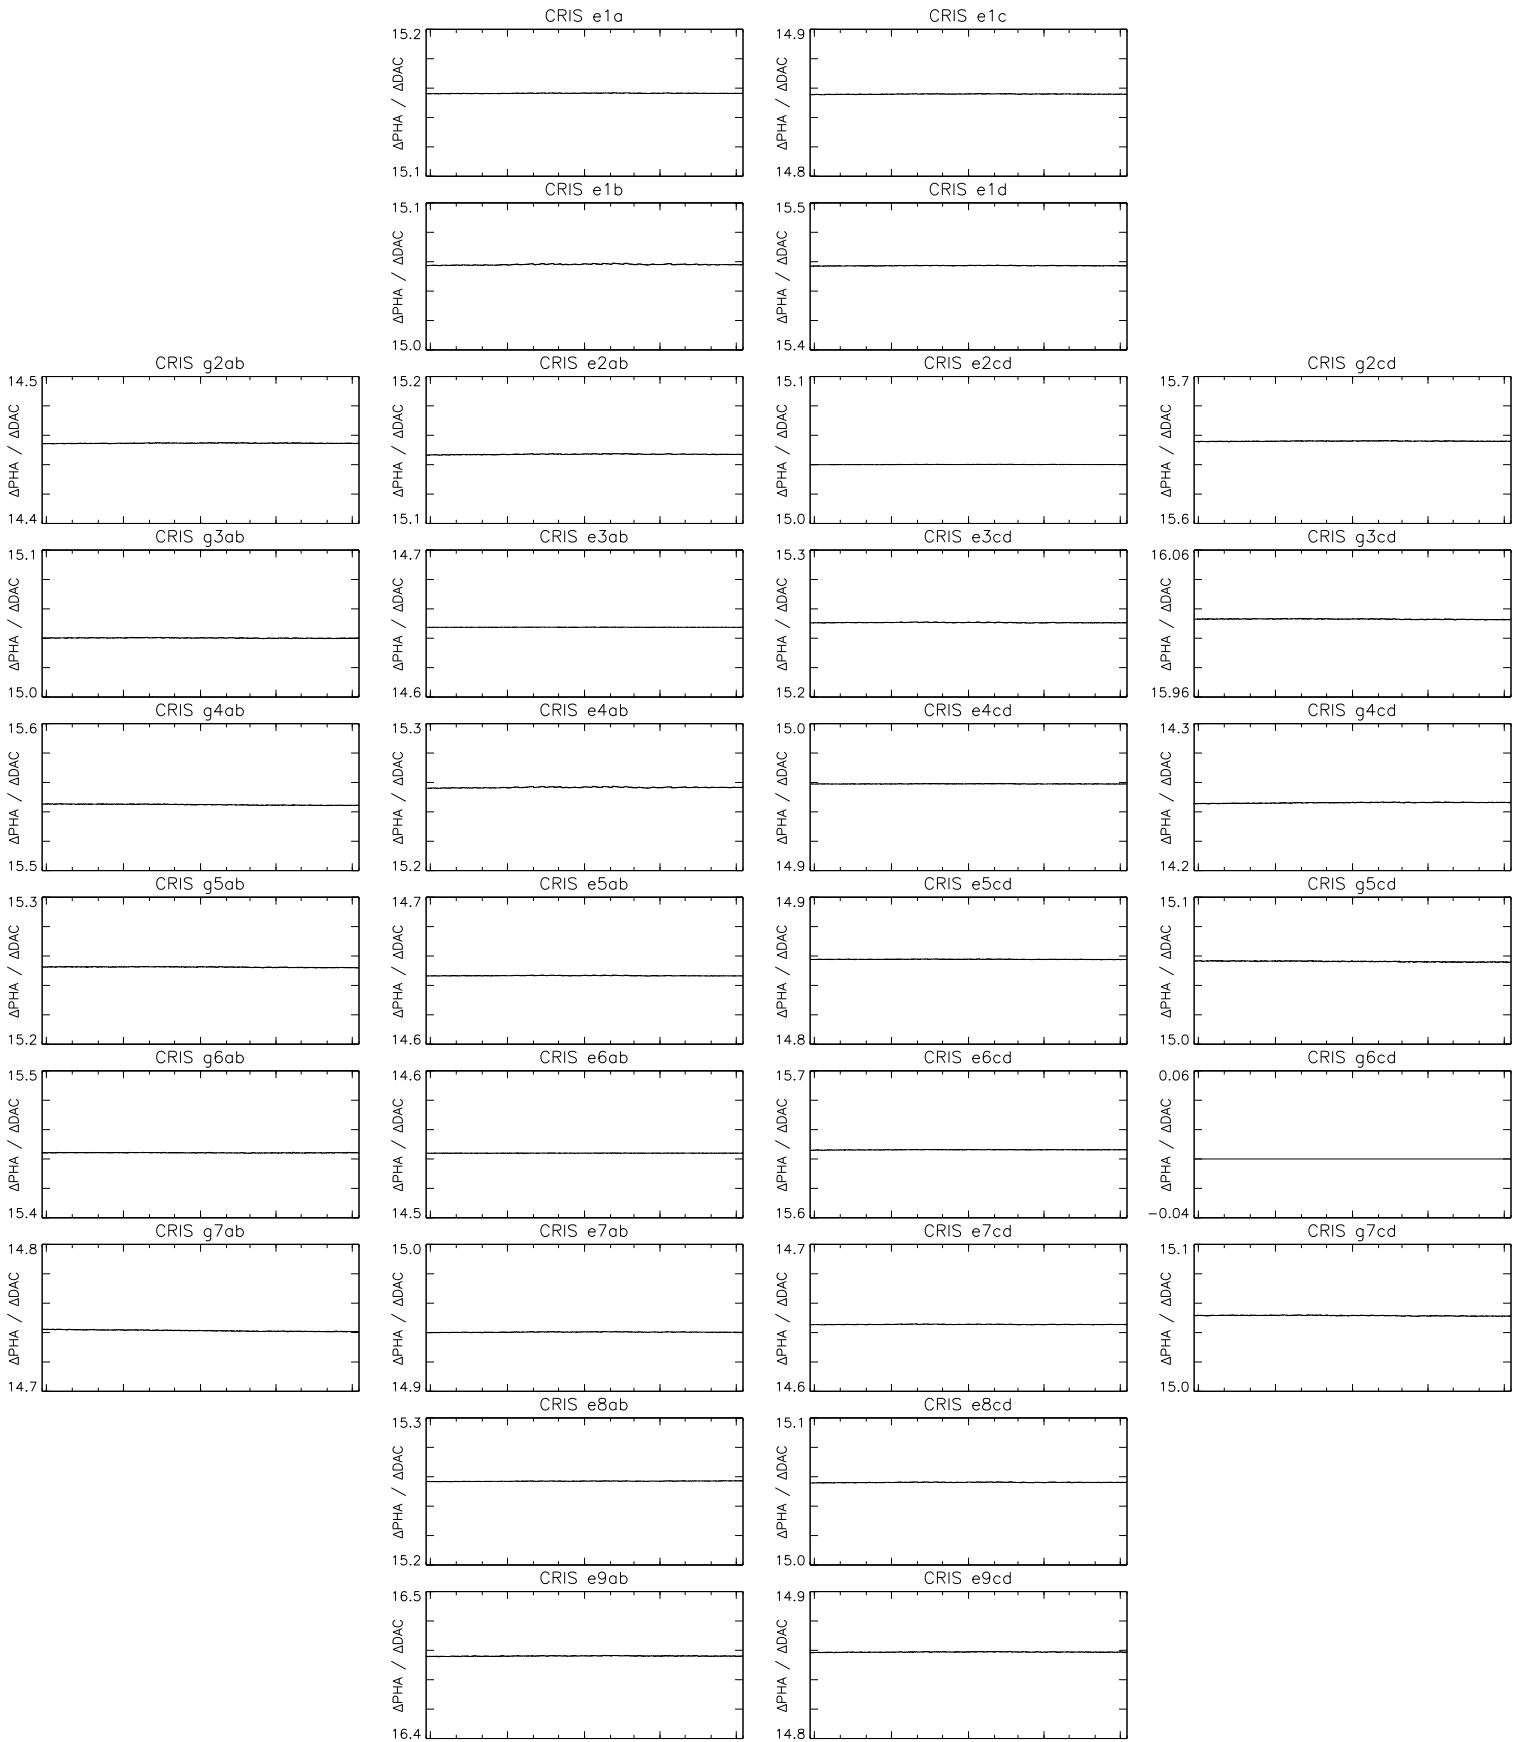 CRIS e1a
15.2
ΔPHA / ΔDAC
15.1
CRIS e1c
14.9
ΔPHA / ΔDAC
14.8
CRIS e1b
15.1
ΔPHA / ΔDAC
15.0
CRIS e1d
15.5
ΔPHA / ΔDAC
15.4
CRIS g2ab
14.5
ΔPHA / ΔDAC
14.4
CRIS e2ab
15.2
ΔPHA / ΔDAC
15.1
CRIS e2cd
15.1
ΔPHA / ΔDAC
15.0
CRIS g2cd
15.7
ΔPHA / ΔDAC
15.6
CRIS g3ab
15.1
ΔPHA / ΔDAC
15.0
CRIS e3ab
14.7
ΔPHA / ΔDAC
14.6
CRIS e3cd
15.3
ΔPHA / ΔDAC
15.2
CRIS g3cd
16.06
ΔPHA / ΔDAC
15.96
CRIS g4ab
15.6
ΔPHA / ΔDAC
15.5
CRIS e4ab
15.3
ΔPHA / ΔDAC
15.2
CRIS e4cd
15.0
ΔPHA / ΔDAC
14.9
CRIS g4cd
14.3
ΔPHA / ΔDAC
14.2
CRIS g5ab
15.3
ΔPHA / ΔDAC
15.2
CRIS e5ab
14.7
ΔPHA / ΔDAC
14.6
CRIS e5cd
14.9
ΔPHA / ΔDAC
14.8
CRIS g5cd
15.1
ΔPHA / ΔDAC
15.0
CRIS g6ab
15.5
ΔPHA / ΔDAC
15.4
CRIS e6ab
14.6
ΔPHA / ΔDAC
14.5
CRIS e6cd
15.7
ΔPHA / ΔDAC
15.6
CRIS g6cd
0.06
ΔPHA / ΔDAC
−0.04
CRIS g7ab
14.8
ΔPHA / ΔDAC
14.7
CRIS e7ab
15.0
ΔPHA / ΔDAC
14.9
CRIS e7cd
14.7
ΔPHA / ΔDAC
14.6
CRIS g7cd
15.1
ΔPHA / ΔDAC
15.0
CRIS e8ab
15.3
ΔPHA / ΔDAC
15.2
CRIS e8cd
15.1
ΔPHA / ΔDAC
15.0
CRIS e9ab
16.5
ΔPHA / ΔDAC
16.4
CRIS e9cd
14.9
ΔPHA / ΔDAC
14.8